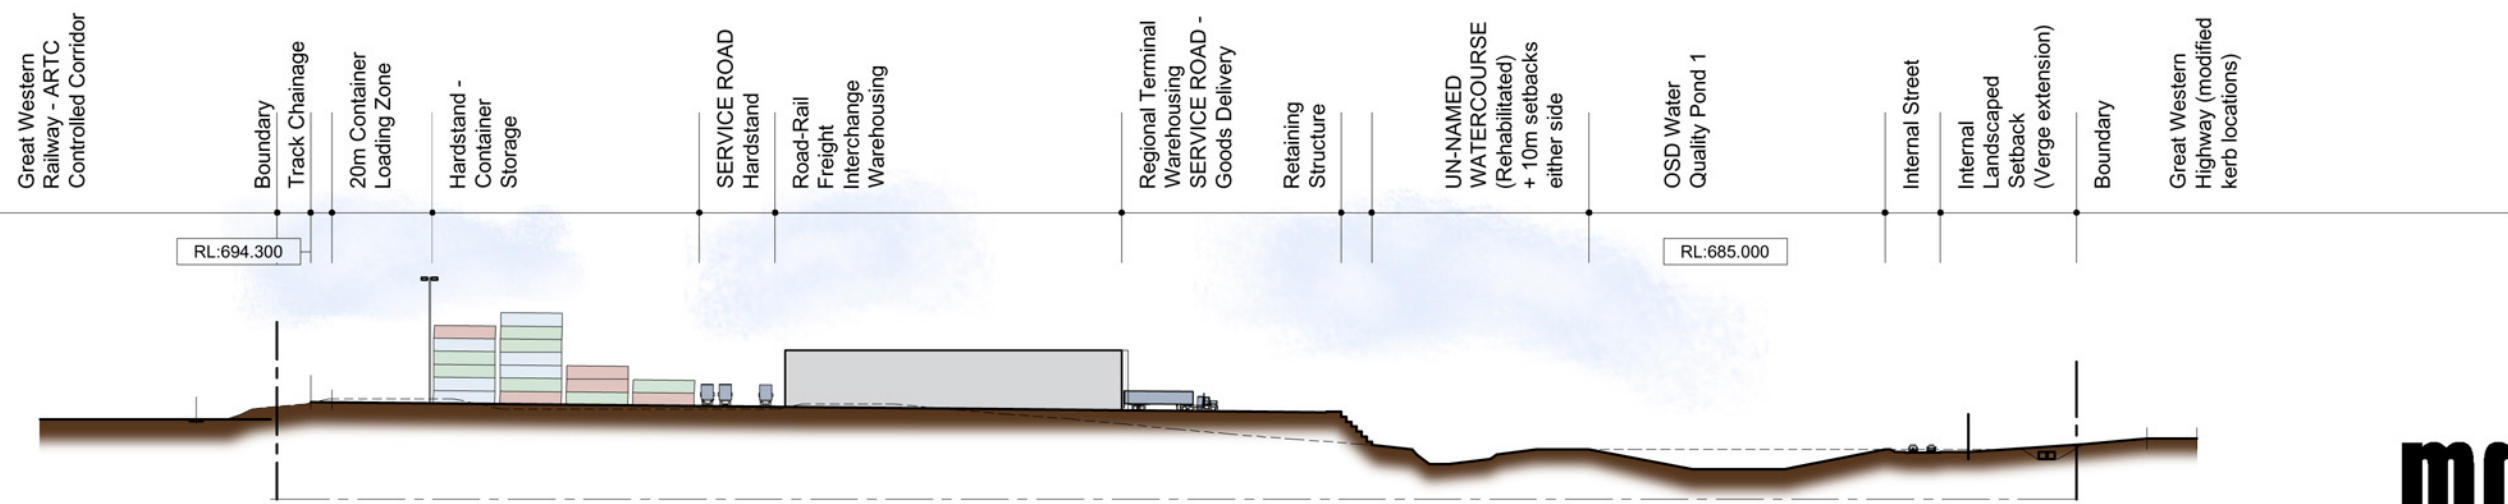 Great Western
Railway - ARTC
Controlled Corridor
Boundary
Track Chainage
20m Container
Loading Zone
Hardstand -
Container
Storage
SERVICE ROAD
Hardstand
Road-Rail
Freight
Interchange
Warehousing
Regional Terminal
Warehousing
SERVICE ROAD -
Goods Delivery
Retaining
Structure
UN-NAMED
WATERCOURSE
(Rehabilitated)
+ 10m setbacks
either side
OSD Water
Quality Pond 1
Internal Street
Internal
Landscaped
Setback
(Verge extension)
Boundary
Great Western
Highway (modified
kerb locations)
RL:694.300
RL:685.000